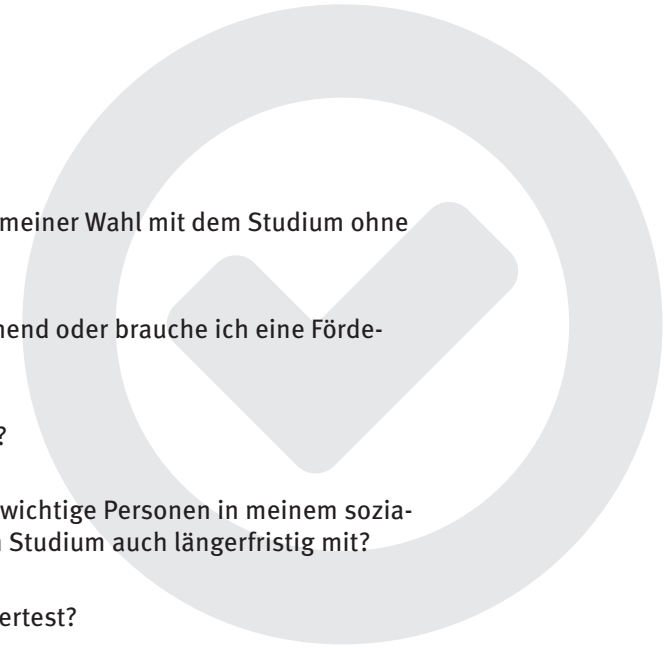 meiner Wahl mit dem Studium ohne
end oder brauche ich eine Förde-
?
wichtige Personen in meinem sozia-
Studium auch längerfristig mit?
ertest?